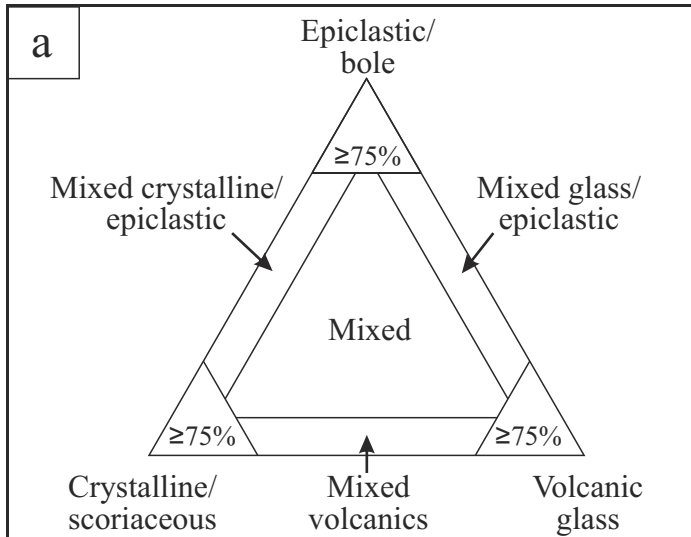 a
Epiclastic/
bole
≥75%
Mixed crystalline/
epiclastic
Mixed glass/
epiclastic
Mixed
≥75%
≥75%
Crystalline/
scoriaceous
Mixed
volcanics
Volcanic
glass